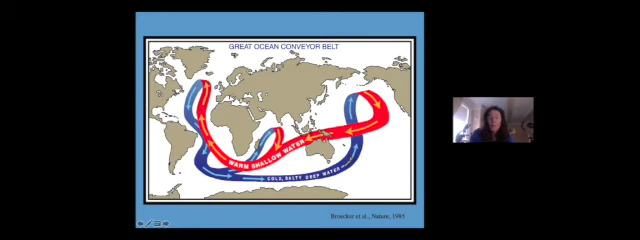 GREAT OCEAN CONVEYOR BELT
WARM SHALLOW WATER
COLD, SALTY DEEP WATER
Broecker et al., Nature, 1985